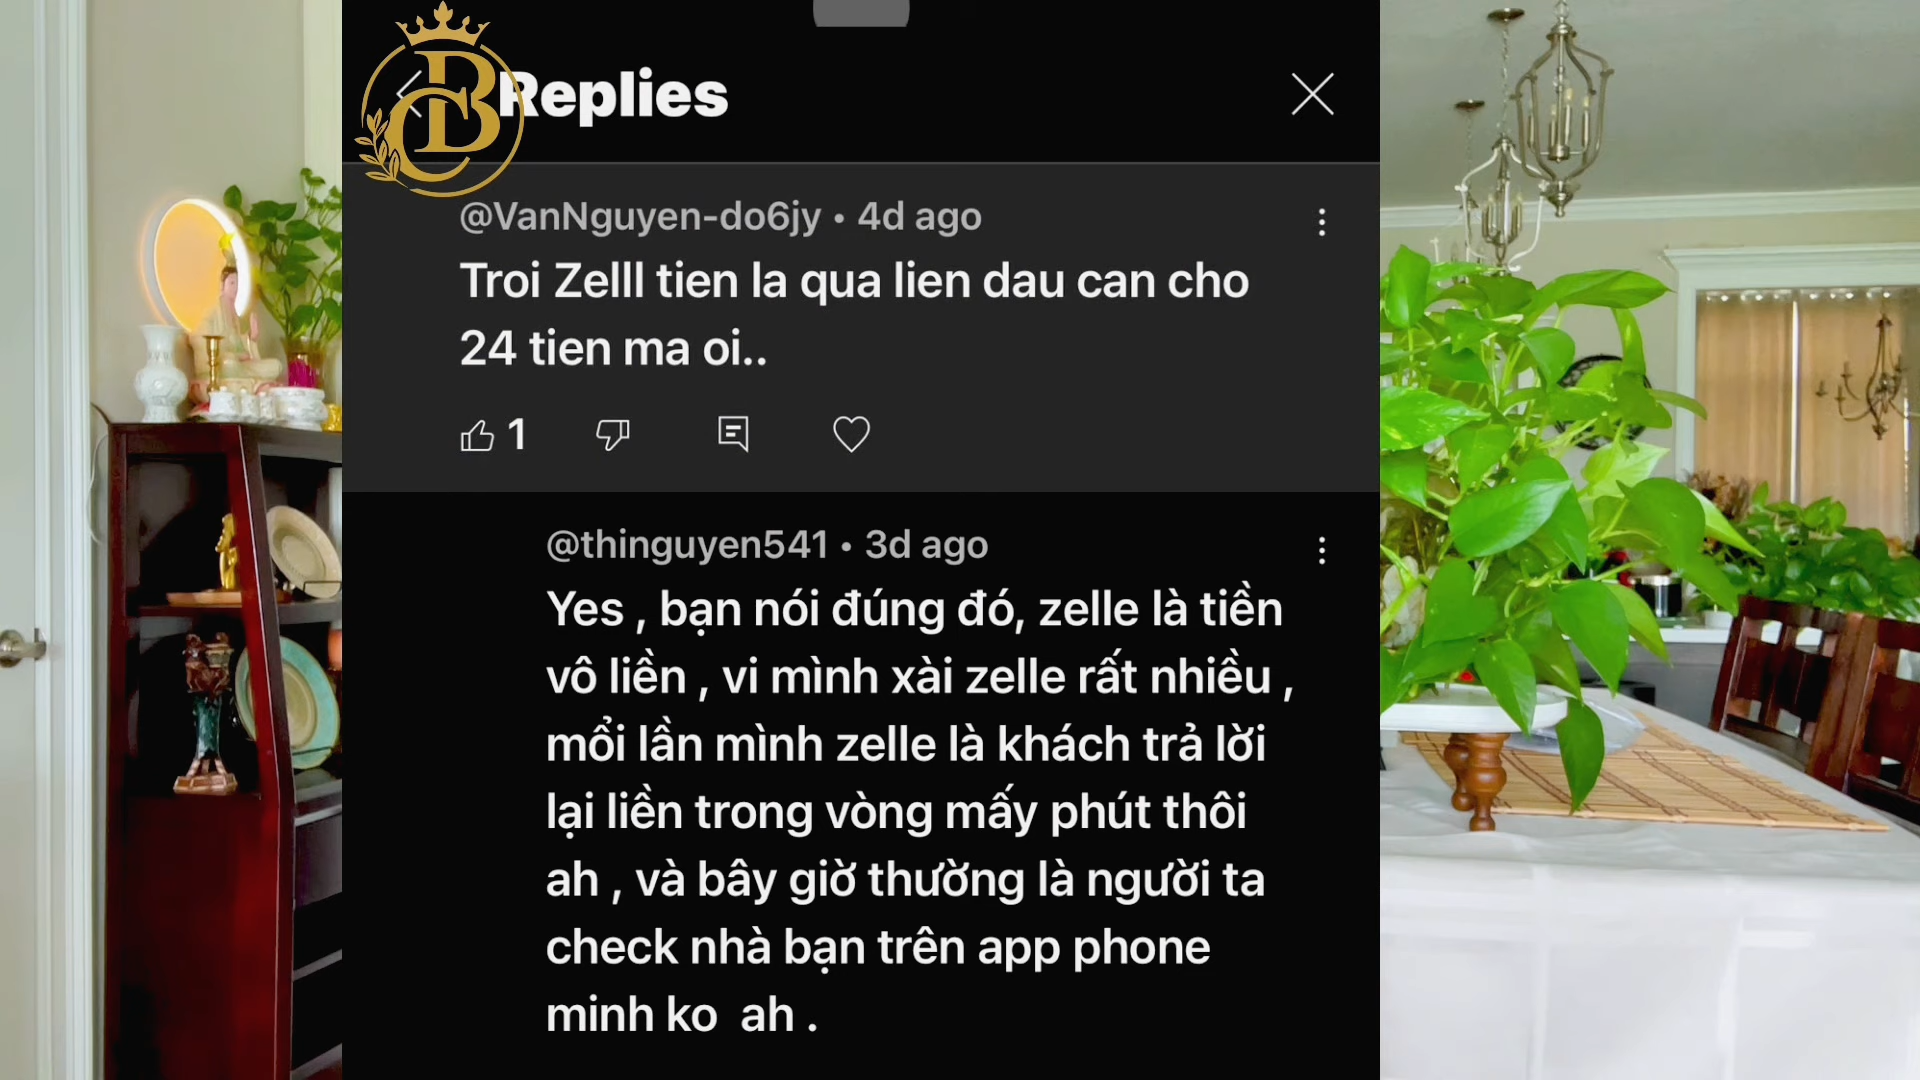 BC
Replies
@VanNguyen-do6jy • 4d ago
Troi Zelll tien la qua lien dau can cho
24 tien ma oi..
1
@thinguyen541 • 3d ago
Yes , bạn nói đúng đó, zelle là tiền
vô liền , vi mình xài zelle rất nhiều ,
mổi lần mình zelle là khách trả lời
lại liền trong vòng mấy phút thôi
ah , và bây giờ thường là người ta
check nhà bạn trên app phone
minh ko ah .